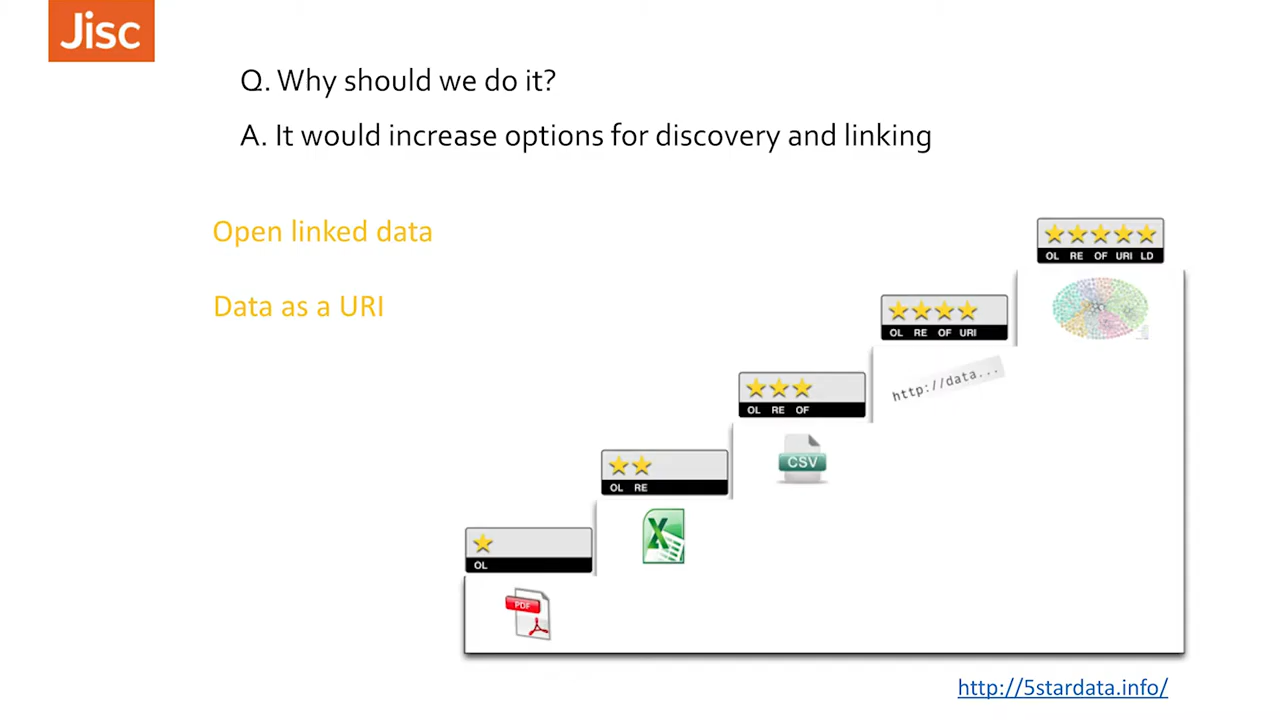 Jisc
Q. Why should we do it?
A. It would increase options for discovery and linking
Open linked data
Data as a URI
OL RE OF URI LD
OL RE OF URI
http://data...
OL RE OF
CSV
OL RE
X
OL
PDF
http://5stardata.info/